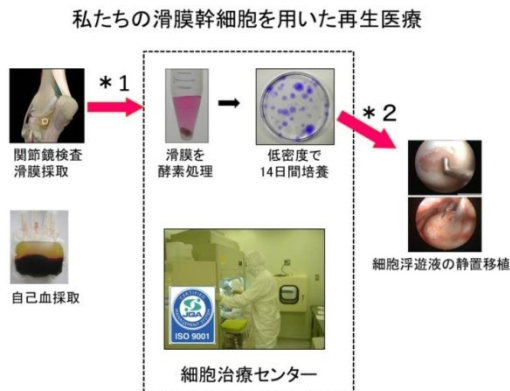 私たちの滑膜幹細胞を用いた再生医療
*1
*2
関節鏡検査
滑膜採取
滑膜を
酵素処理
低密度で
14日間培養
細胞浮遊液の静置移植
自己血採取
JQA
ISO 9001
細胞治療センター